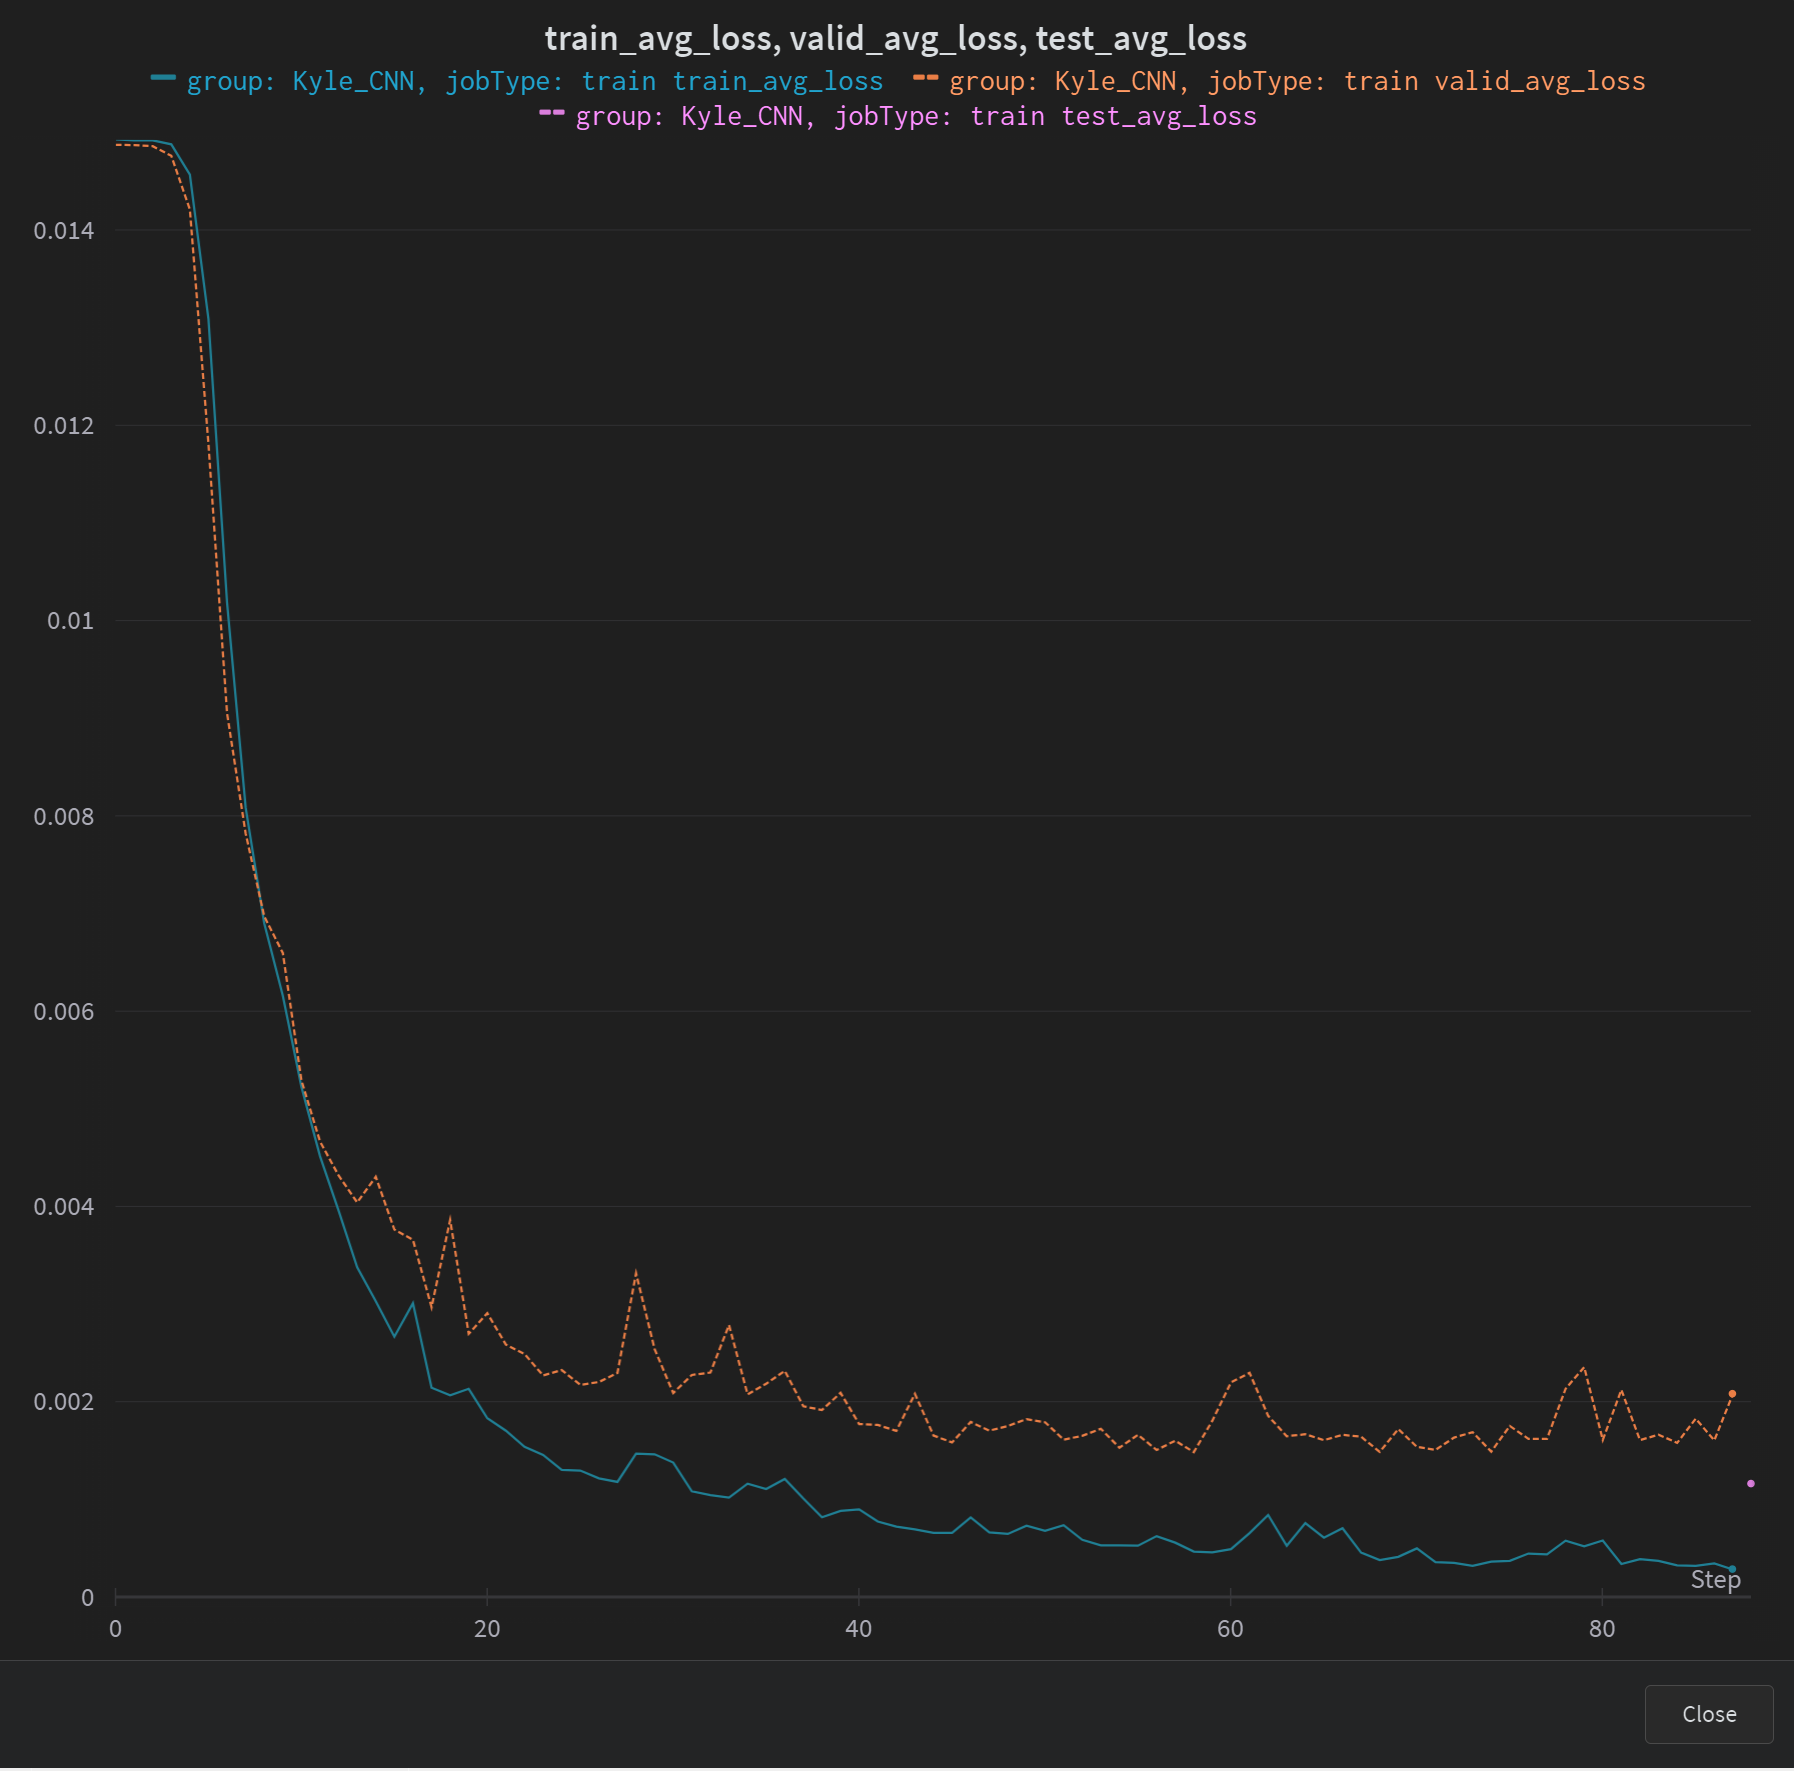 train_avg_loss, valid_avg_loss, test_avg_loss
group: Kyle_CNN, jobType: train train_avg_loss group: Kyle_CNN, jobType: train valid_avg_loss
group: Kyle_CNN, jobType: train test_avg_loss
0.014
0.012
0.01
0.008
0.006
0.004
0.002
0
Step
0 20 40 60 80
Close